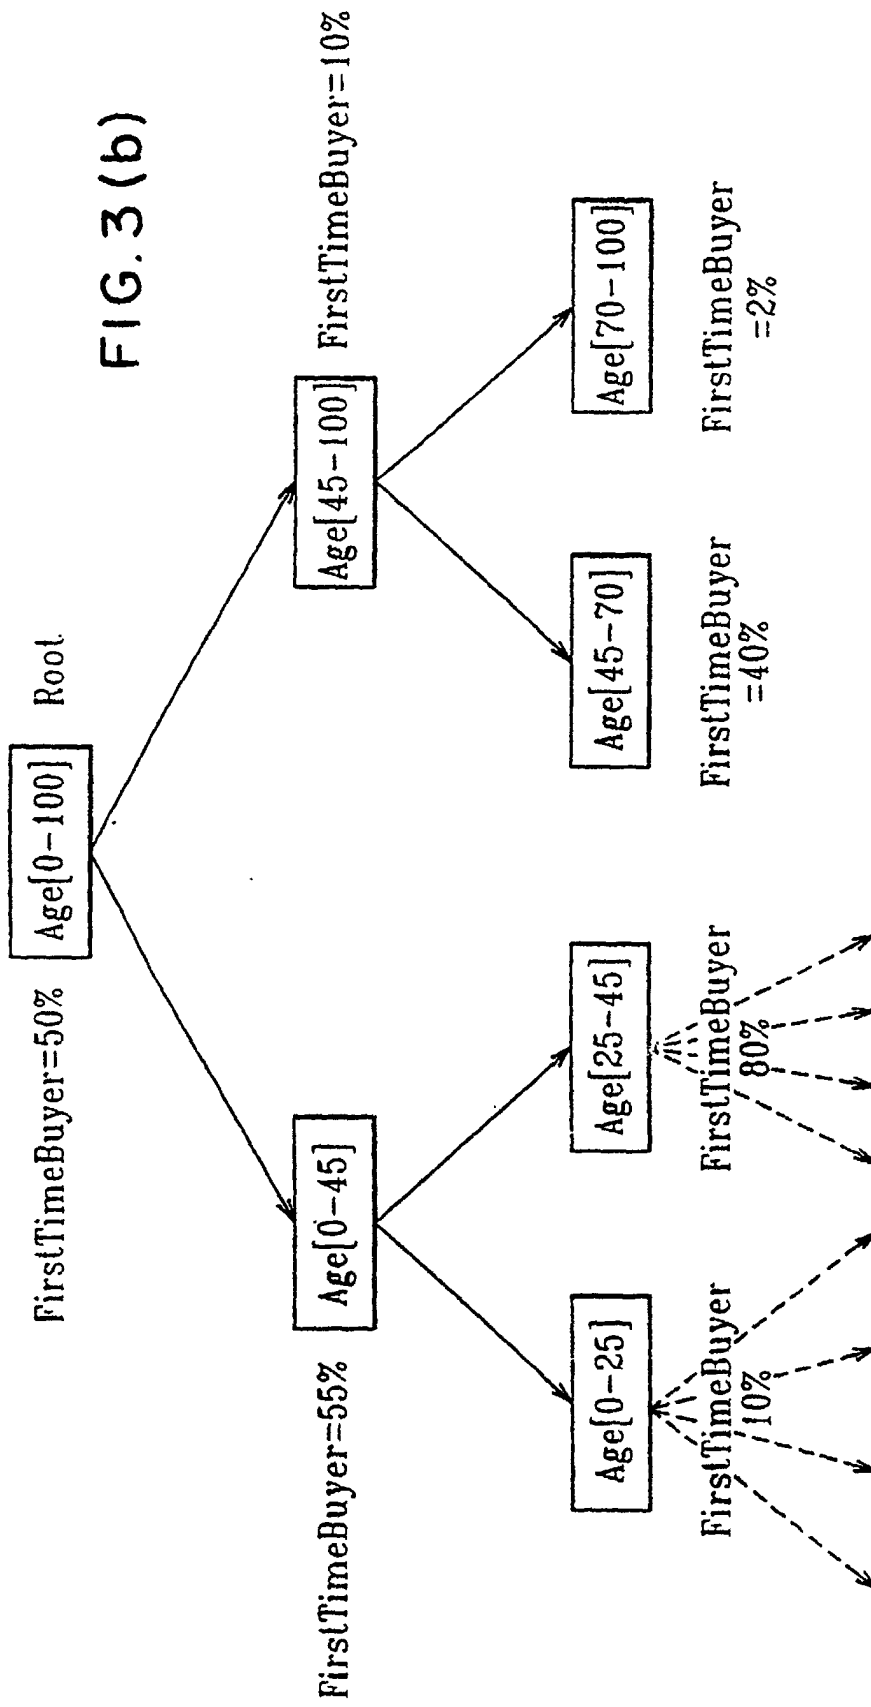 FIG. 3 (b)
Age[0-100] Root
FirstTimeBuyer=50%
Age[0-45]
FirstTimeBuyer=55%
Age[45-100]
FirstTimeBuyer=10%
Age[0-25]
FirstTimeBuyer
10%
Age[25-45]
FirstTimeBuyer
80%
Age[45-70]
FirstTimeBuyer
=40%
Age[70-100]
FirstTimeBuyer
=2%